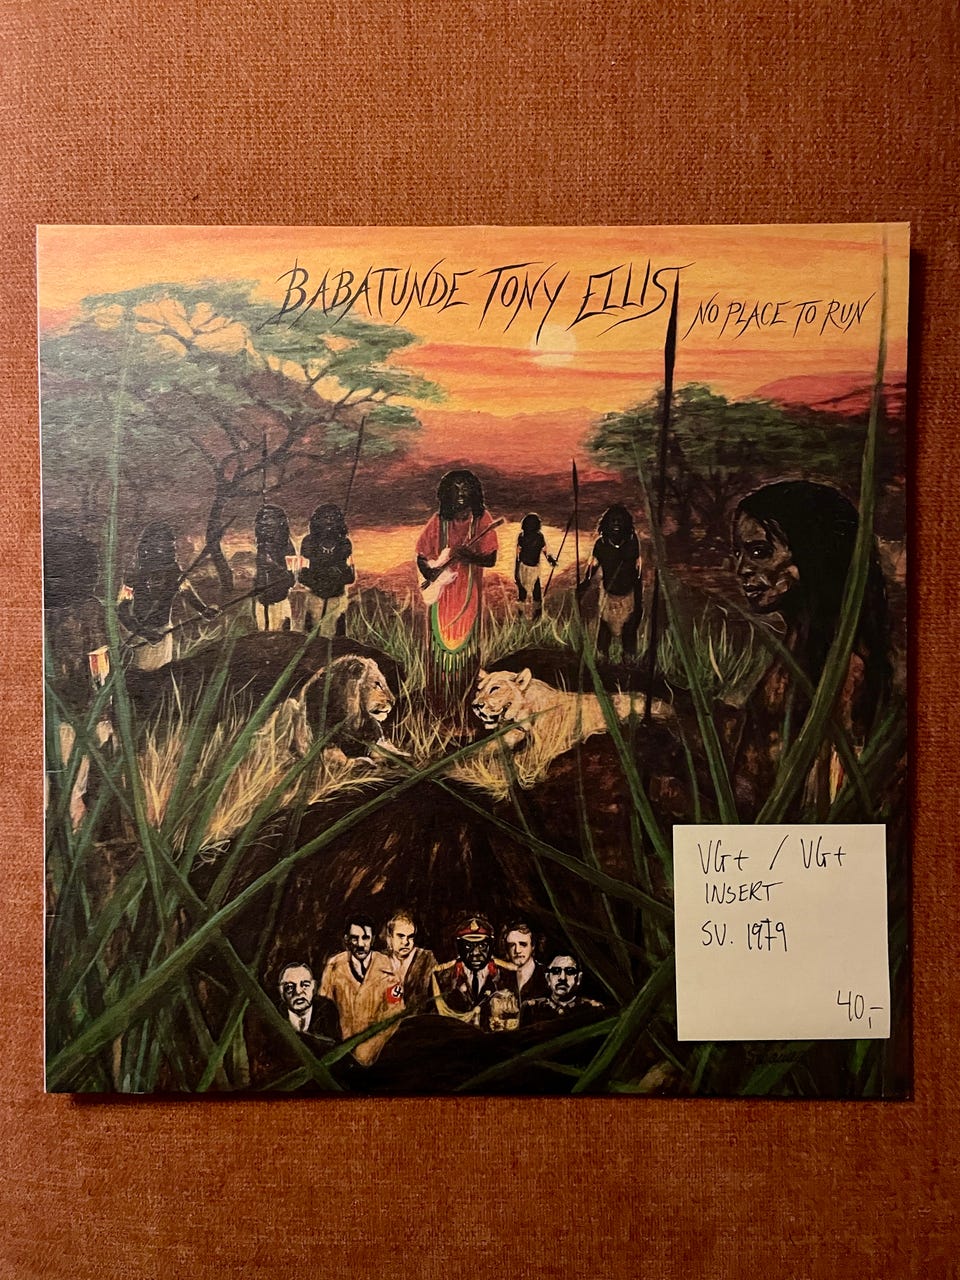 BABATUNDE TONY ELLIS
NO PLACE TO RUN
VG+ / VG+
INSERT
SV. 1979
40,-